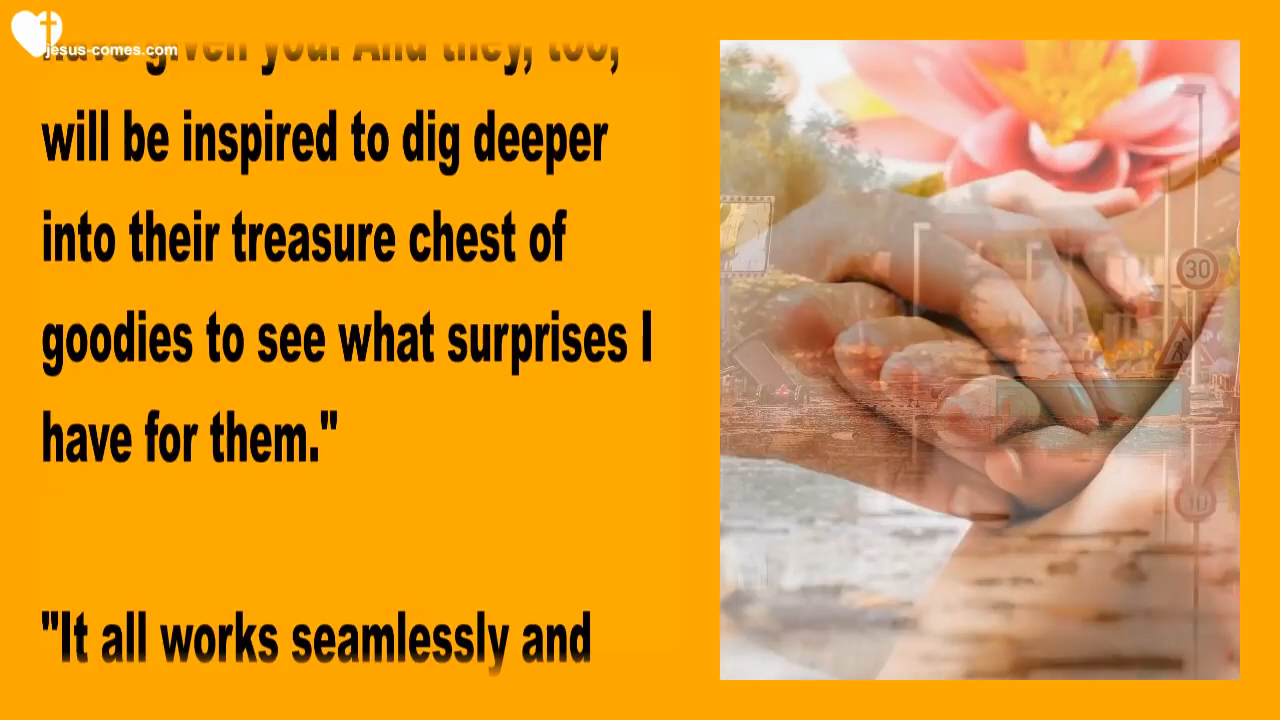 jesus-comes.com
have given you. And they, too,
will be inspired to dig deeper
into their treasure chest of
goodies to see what surprises I
have for them."
"It all works seamlessly and
30